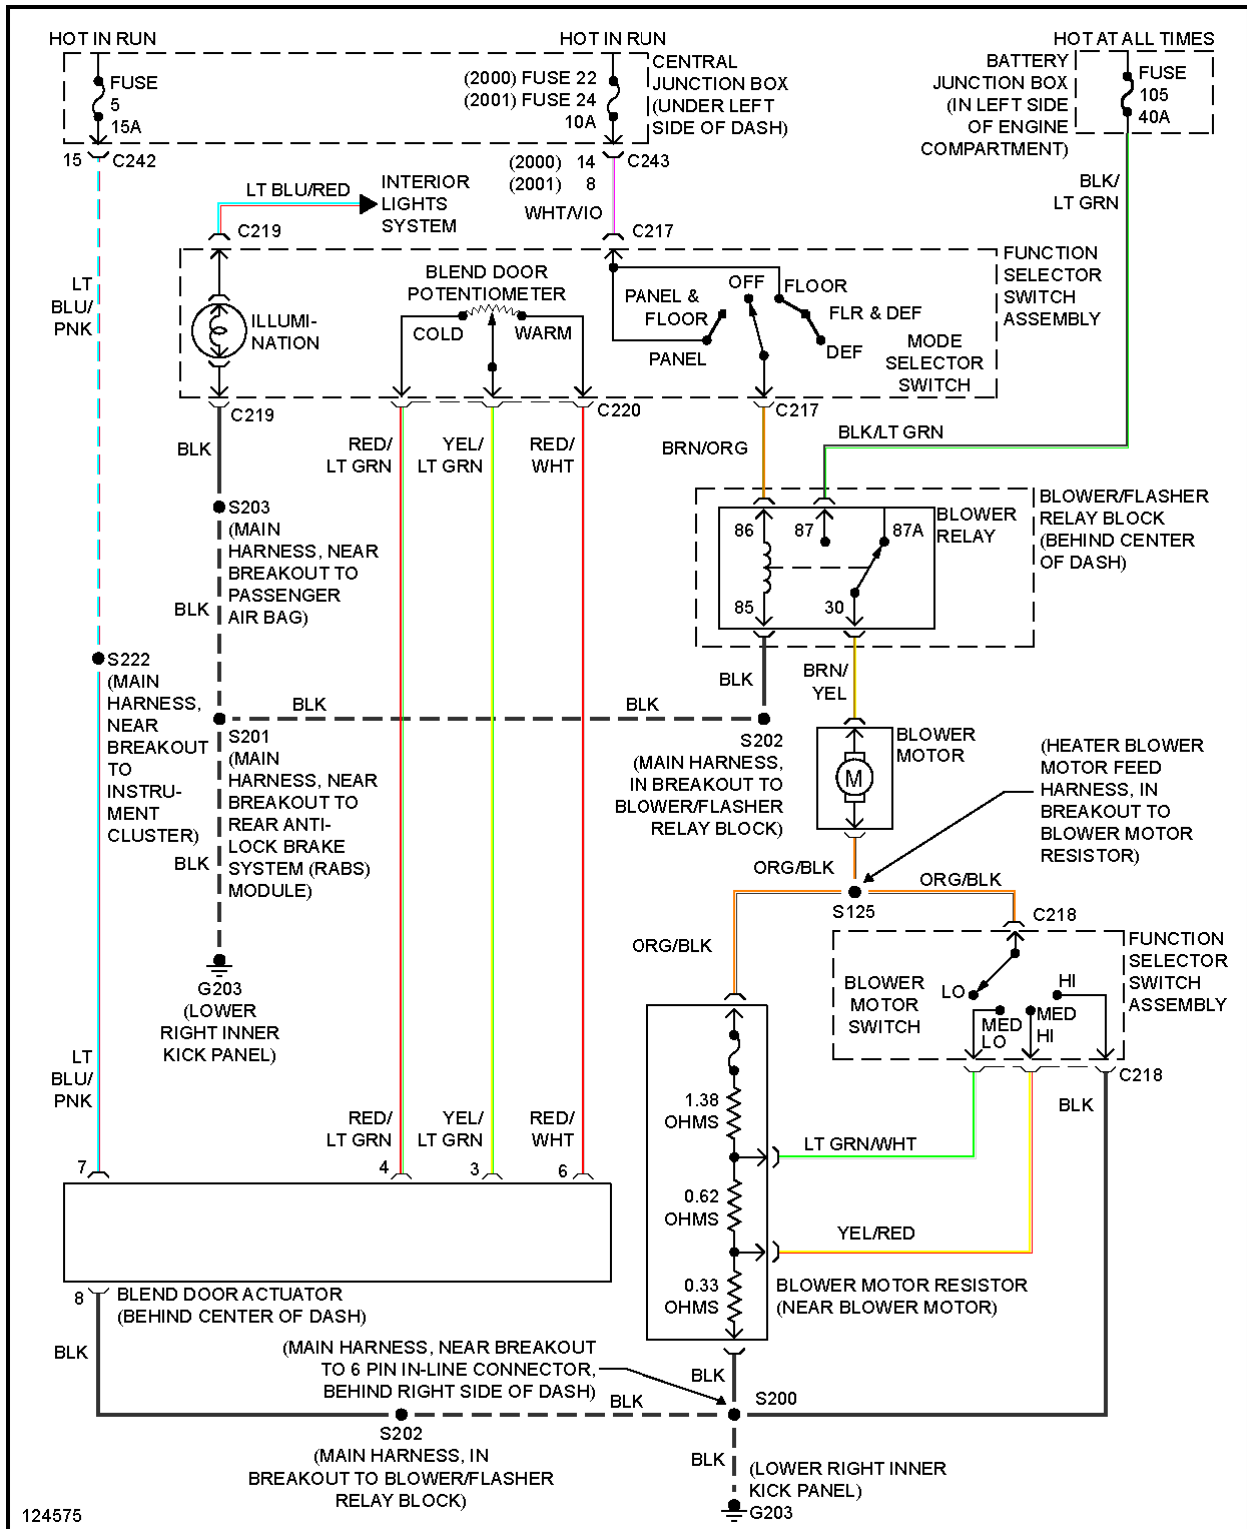 HOT IN RUN
HOT IN RUN
HOT AT ALL TIMES
FUSE
5
15A
(2000) FUSE 22
(2001) FUSE 24
10A
CENTRAL
JUNCTION BOX
(UNDER LEFT
SIDE OF DASH)
BATTERY
JUNCTION BOX
(IN LEFT SIDE
OF ENGINE
COMPARTMENT)
FUSE
105
40A
15
C242
(2000) 14
(2001) 8
C243
WHT/VIO
BLK/
LT GRN
LT BLU/RED
INTERIOR
LIGHTS
SYSTEM
C219
C217
LT
BLU/
PNK
ILLUMI-
NATION
BLEND DOOR
POTENTIOMETER
COLD
WARM
PANEL &
FLOOR
PANEL
OFF
FLOOR
FLR & DEF
DEF
MODE
SELECTOR
SWITCH
FUNCTION
SELECTOR
SWITCH
ASSEMBLY
C219
C220
C217
BLK
RED/
LT GRN
YEL/
LT GRN
RED/
WHT
BRN/ORG
BLK/LT GRN
S203
(MAIN
HARNESS, NEAR
BREAKOUT TO
PASSENGER
AIR BAG)
BLK
86
87
87A
85
30
BLOWER
RELAY
BLOWER/FLASHER
RELAY BLOCK
(BEHIND CENTER
OF DASH)
S222
(MAIN
HARNESS,
NEAR
BREAKOUT
TO
INSTRU-
MENT
CLUSTER)
BLK
BRN/
YEL
BLK
BLK
S201
(MAIN
HARNESS, NEAR
BREAKOUT TO
REAR ANTI-
LOCK BRAKE
SYSTEM (RABS)
MODULE)
BLK
S202
(MAIN HARNESS,
IN BREAKOUT TO
BLOWER/FLASHER
RELAY BLOCK)
BLOWER
MOTOR
M
(HEATER BLOWER
MOTOR FEED
HARNESS, IN
BREAKOUT TO
BLOWER MOTOR
RESISTOR)
ORG/BLK
ORG/BLK
S125
C218
ORG/BLK
G203
(LOWER
RIGHT INNER
KICK PANEL)
BLOWER
MOTOR
SWITCH
LO
MED
LO
MED
HI
HI
FUNCTION
SELECTOR
SWITCH
ASSEMBLY
C218
BLK
LT
BLU/
PNK
RED/
LT GRN
YEL/
LT GRN
RED/
WHT
1.38
OHMS
LT GRN/WHT
7
4
3
6
0.62
OHMS
YEL/RED
0.33
OHMS
BLOWER MOTOR RESISTOR
(NEAR BLOWER MOTOR)
8
BLEND DOOR ACTUATOR
(BEHIND CENTER OF DASH)
BLK
(MAIN HARNESS, NEAR BREAKOUT
TO 6 PIN IN-LINE CONNECTOR,
BEHIND RIGHT SIDE OF DASH)
BLK
BLK
S200
S202
(MAIN HARNESS, IN
BREAKOUT TO BLOWER/FLASHER
RELAY BLOCK)
BLK
(LOWER RIGHT INNER
KICK PANEL)
G203
124575